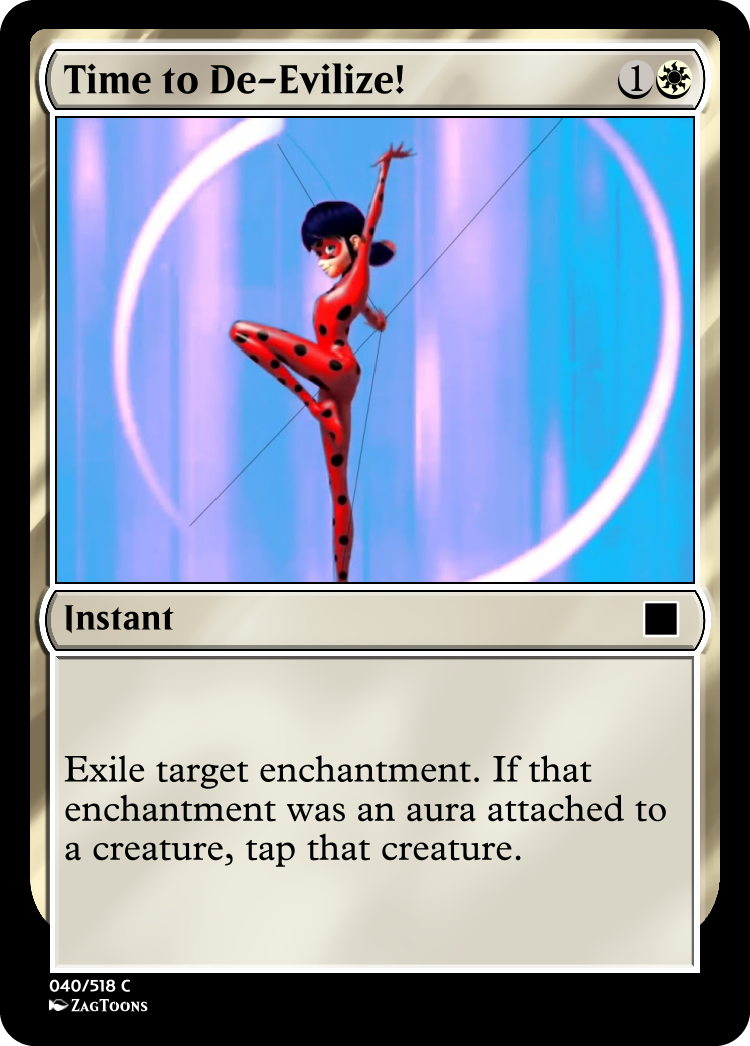 Time to De-Evilize! 1
Instant
Exile target enchantment. If that
enchantment was an aura attached to
a creature, tap that creature.
040/518 C
ZagToons